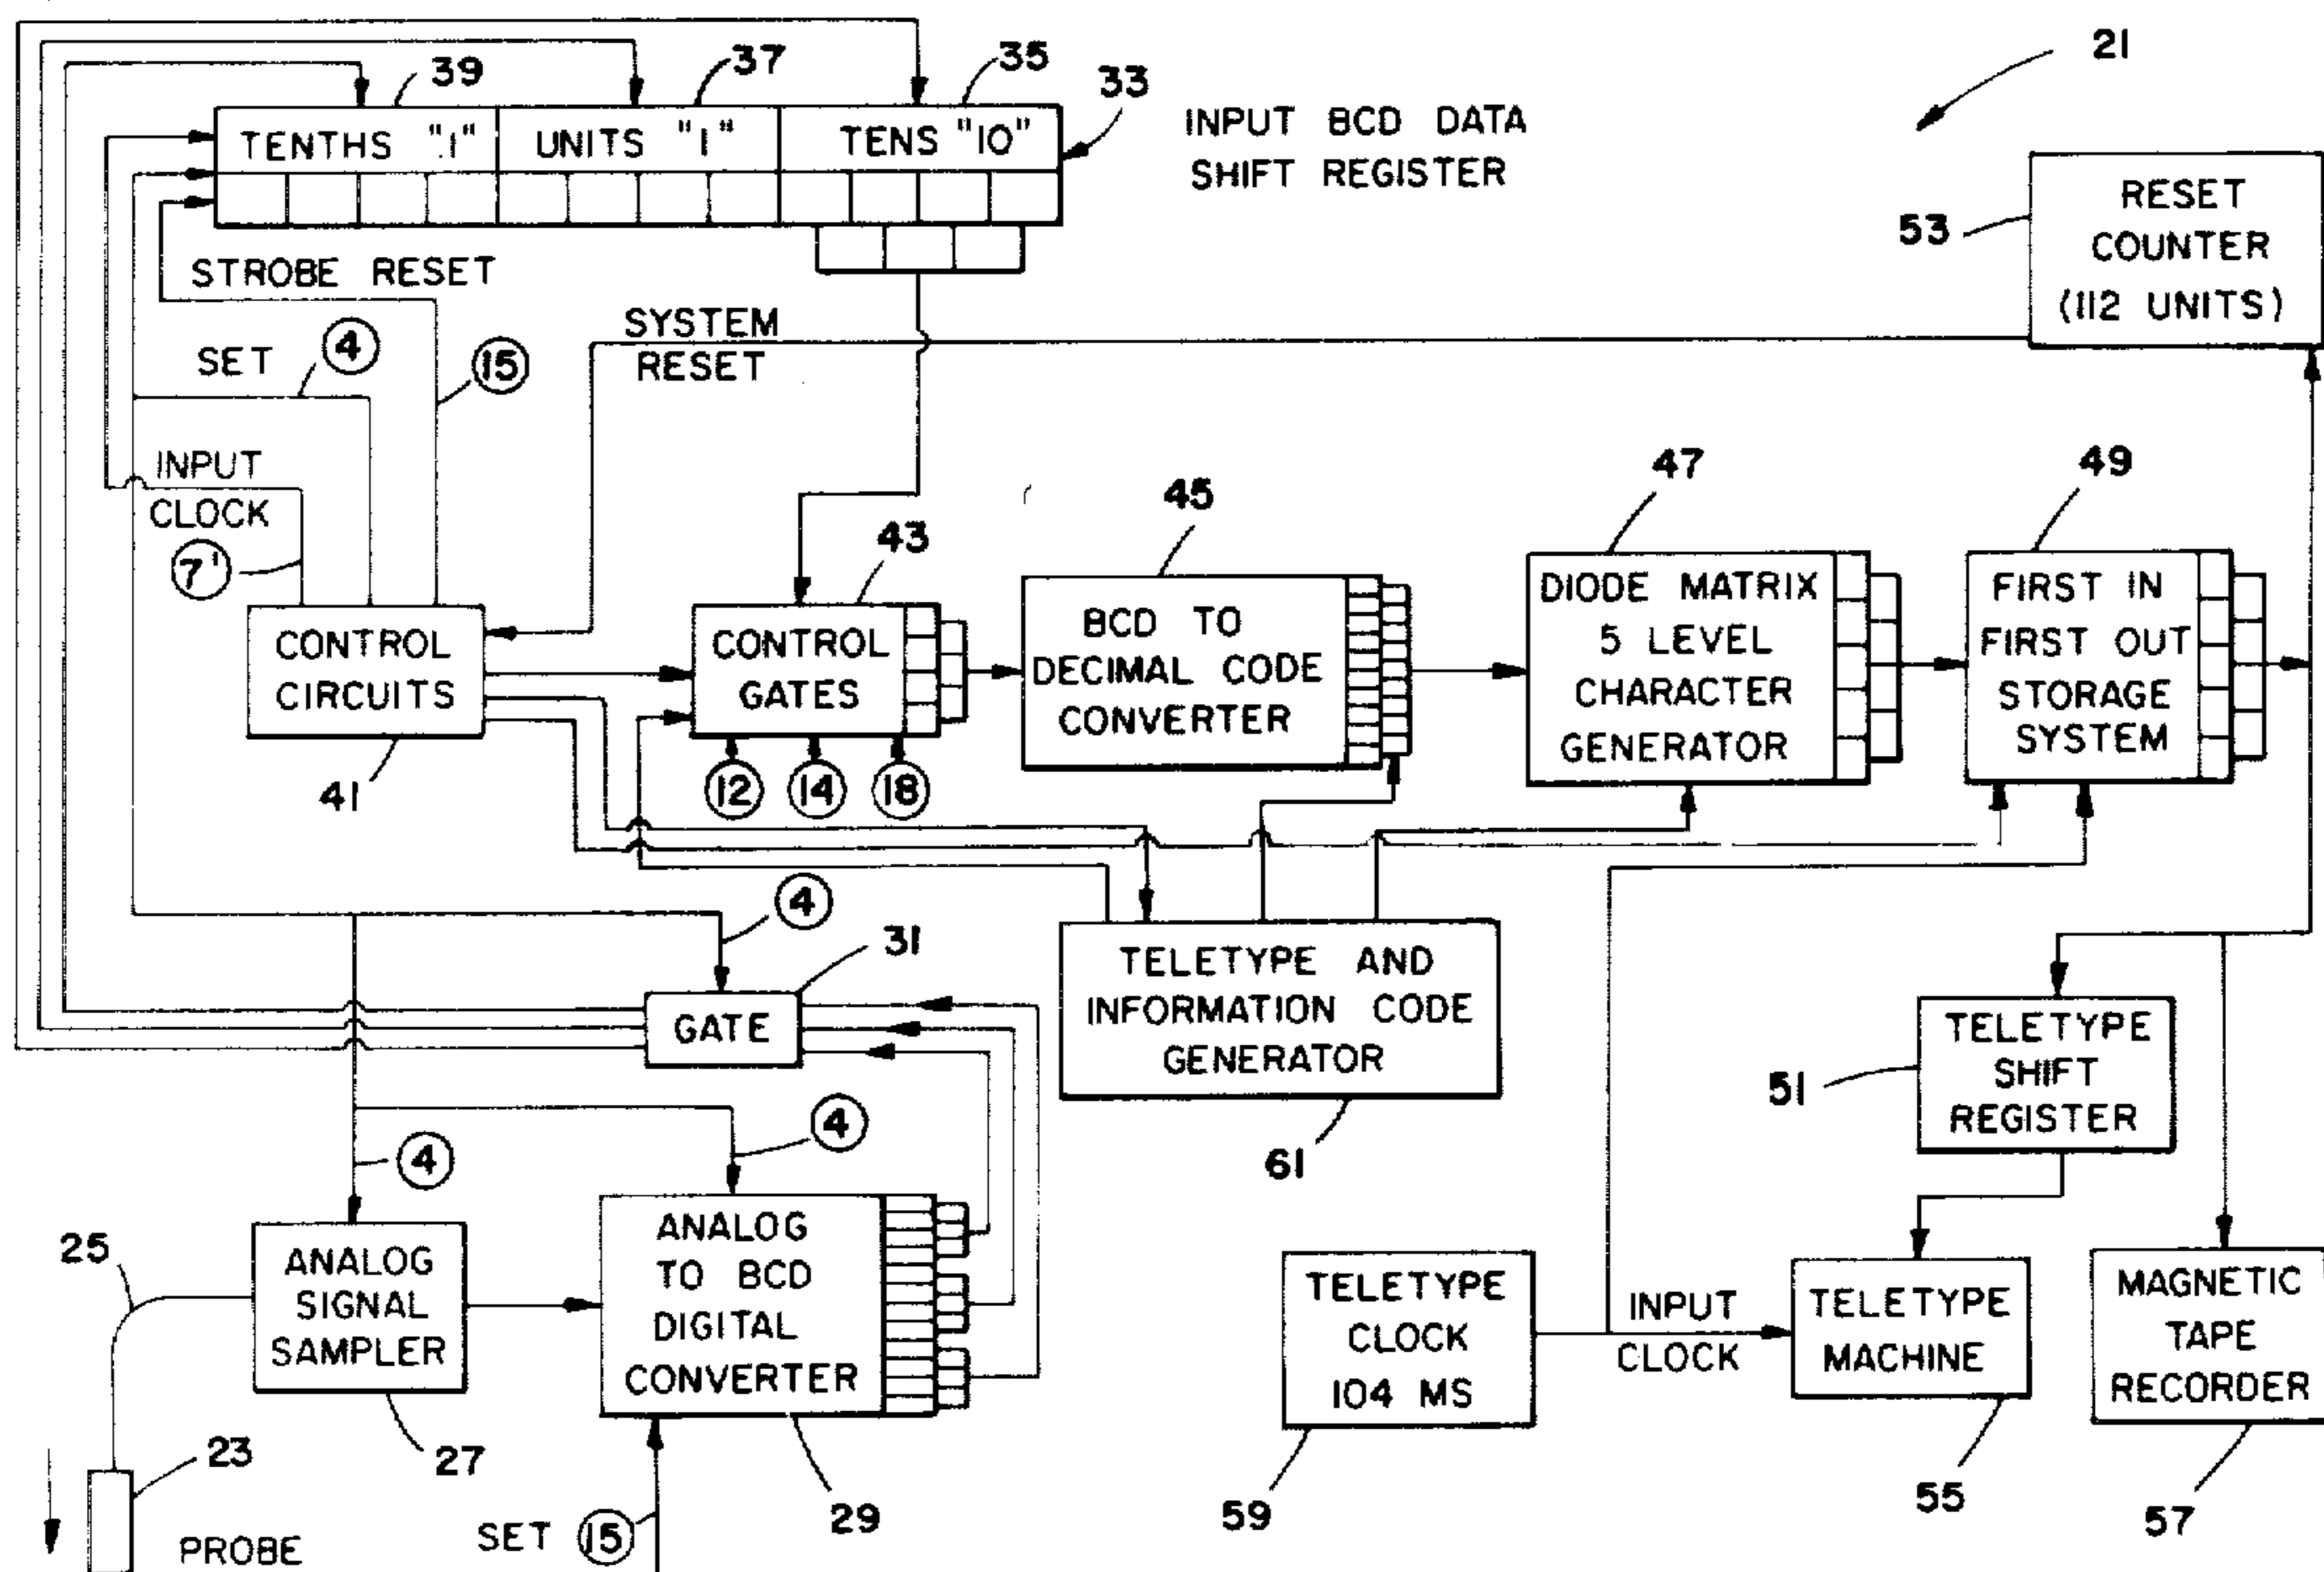 21
39
37
35
33
TENTHS ".1"
UNITS "1"
TENS "10"
INPUT BCD DATA
SHIFT REGISTER
RESET
COUNTER
(112 UNITS)
53
STROBE RESET
SYSTEM
RESET
SET
4
15
INPUT
CLOCK
7'
43
45
47
49
CONTROL
CIRCUITS
41
CONTROL
GATES
12
14
18
BCD TO
DECIMAL CODE
CONVERTER
DIODE MATRIX
5 LEVEL
CHARACTER
GENERATOR
FIRST IN
FIRST OUT
STORAGE
SYSTEM
4
31
GATE
TELETYPE AND
INFORMATION CODE
GENERATOR
61
TELETYPE
SHIFT
REGISTER
51
4
4
25
ANALOG
SIGNAL
SAMPLER
27
ANALOG
TO BCD
DIGITAL
CONVERTER
29
TELETYPE
CLOCK
104 MS
59
INPUT
CLOCK
TELETYPE
MACHINE
55
MAGNETIC
TAPE
RECORDER
57
23
PROBE
SET
15